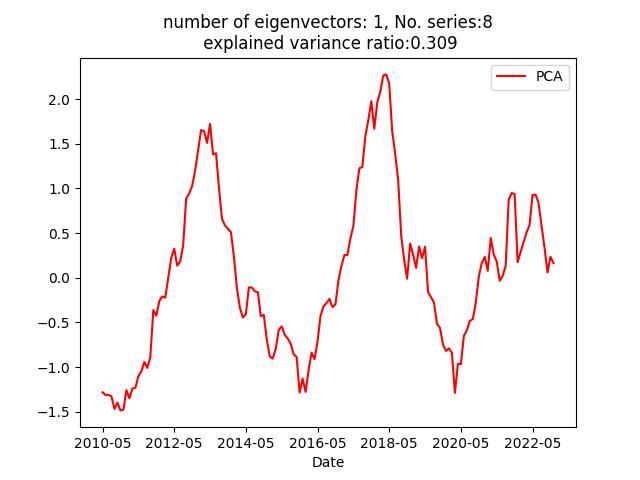 number of eigenvectors: 1, No. series:8
explained variance ratio:0.309
PCA
2.0
1.5
1.0
0.5
0.0
−0.5
−1.0
−1.5
2010-05 2012-05 2014-05 2016-05 2018-05 2020-05 2022-05
Date